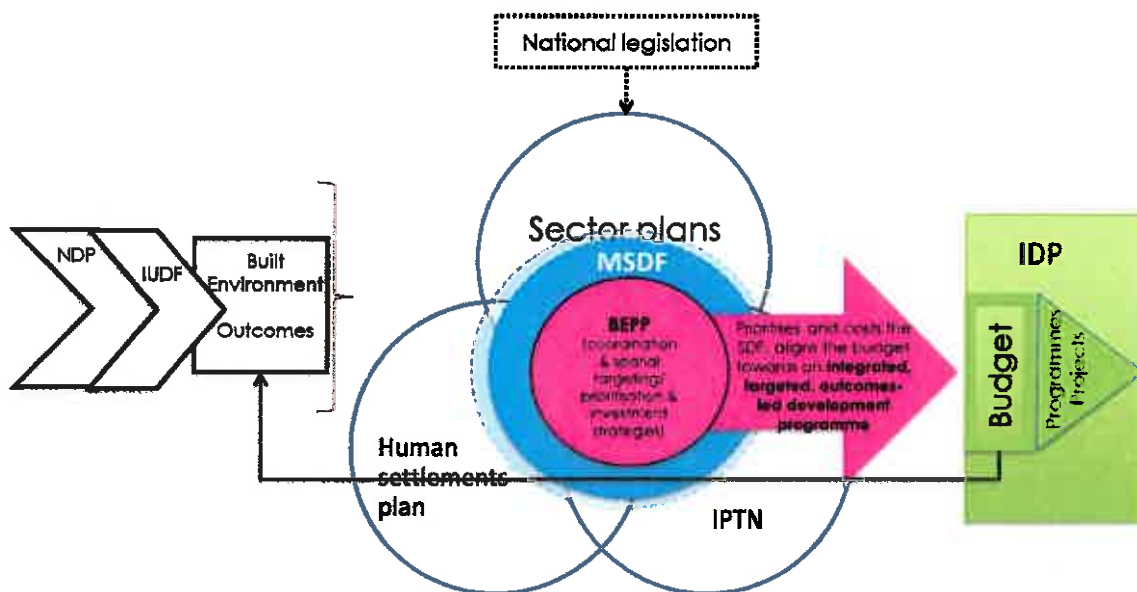 National legislation
NDP
IUDF
Built
Environment
Outcomes
Sector plans
MSDF
BEPP
(coordination
& spatial
targeting/
prioritisation &
investment
strategies)
Prioritises and costs the
SDF, aligns the budget
towards an integrated,
targeted, outcomes-
led development
programme
Human
settlements
plan
IPTN
IDP
Budget
Programmes
Projects